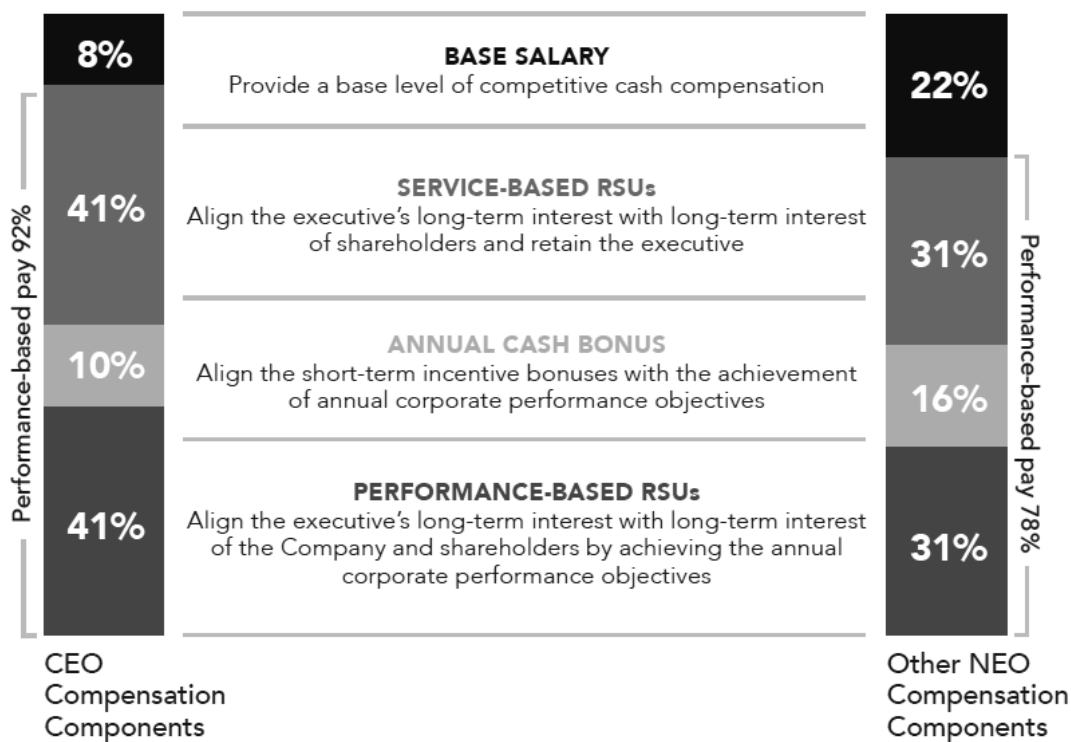 8%
41%
10%
41%
Performance-based pay 92%
CEO
Compensation
Components
BASE SALARY
Provide a base level of competitive cash compensation
SERVICE-BASED RSUs
Align the executive’s long-term interest with long-term interest
of shareholders and retain the executive
ANNUAL CASH BONUS
Align the short-term incentive bonuses with the achievement
of annual corporate performance objectives
PERFORMANCE-BASED RSUs
Align the executive’s long-term interest with long-term interest
of the Company and shareholders by achieving the annual
corporate performance objectives
22%
31%
16%
31%
Performance-based pay 78%
Other NEO
Compensation
Components